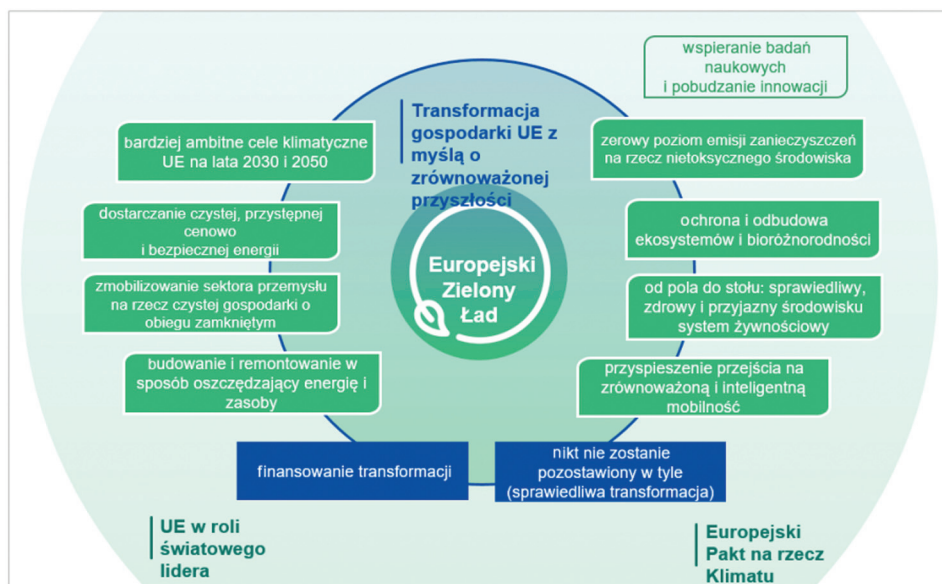 wspieranie badań
naukowych
i pobudzanie innowacji
Transformacja
gospodarki UE z
myślą o
zrównoważonej
przyszłości
bardziej ambitne cele klimatyczne
UE na lata 2030 i 2050
zerowy poziom emisji zanieczyszczeń
na rzecz nietoksycznego środowiska
dostarczanie czystej, przystępnej
cenowo
i bezpiecznej energii
ochrona i odbudowa
ekosystemów i bioróżnorodności
Europejski
Zielony
Ład
zmobilizowanie sektora przemysłu
na rzecz czystej gospodarki o
obiegu zamkniętym
od pola do stołu: sprawiedliwy,
zdrowy i przyjazny środowisku
system żywnościowy
budowanie i remontowanie w
sposób oszczędzający energię i
zasoby
przyspieszenie przejścia na
zrównoważoną i inteligentną
mobilność
finansowanie transformacji
nikt nie zostanie
pozostawiony w tyle
(sprawiedliwa transformacja)
UE w roli
światowego
lidera
Europejski
Pakt na rzecz
Klimatu